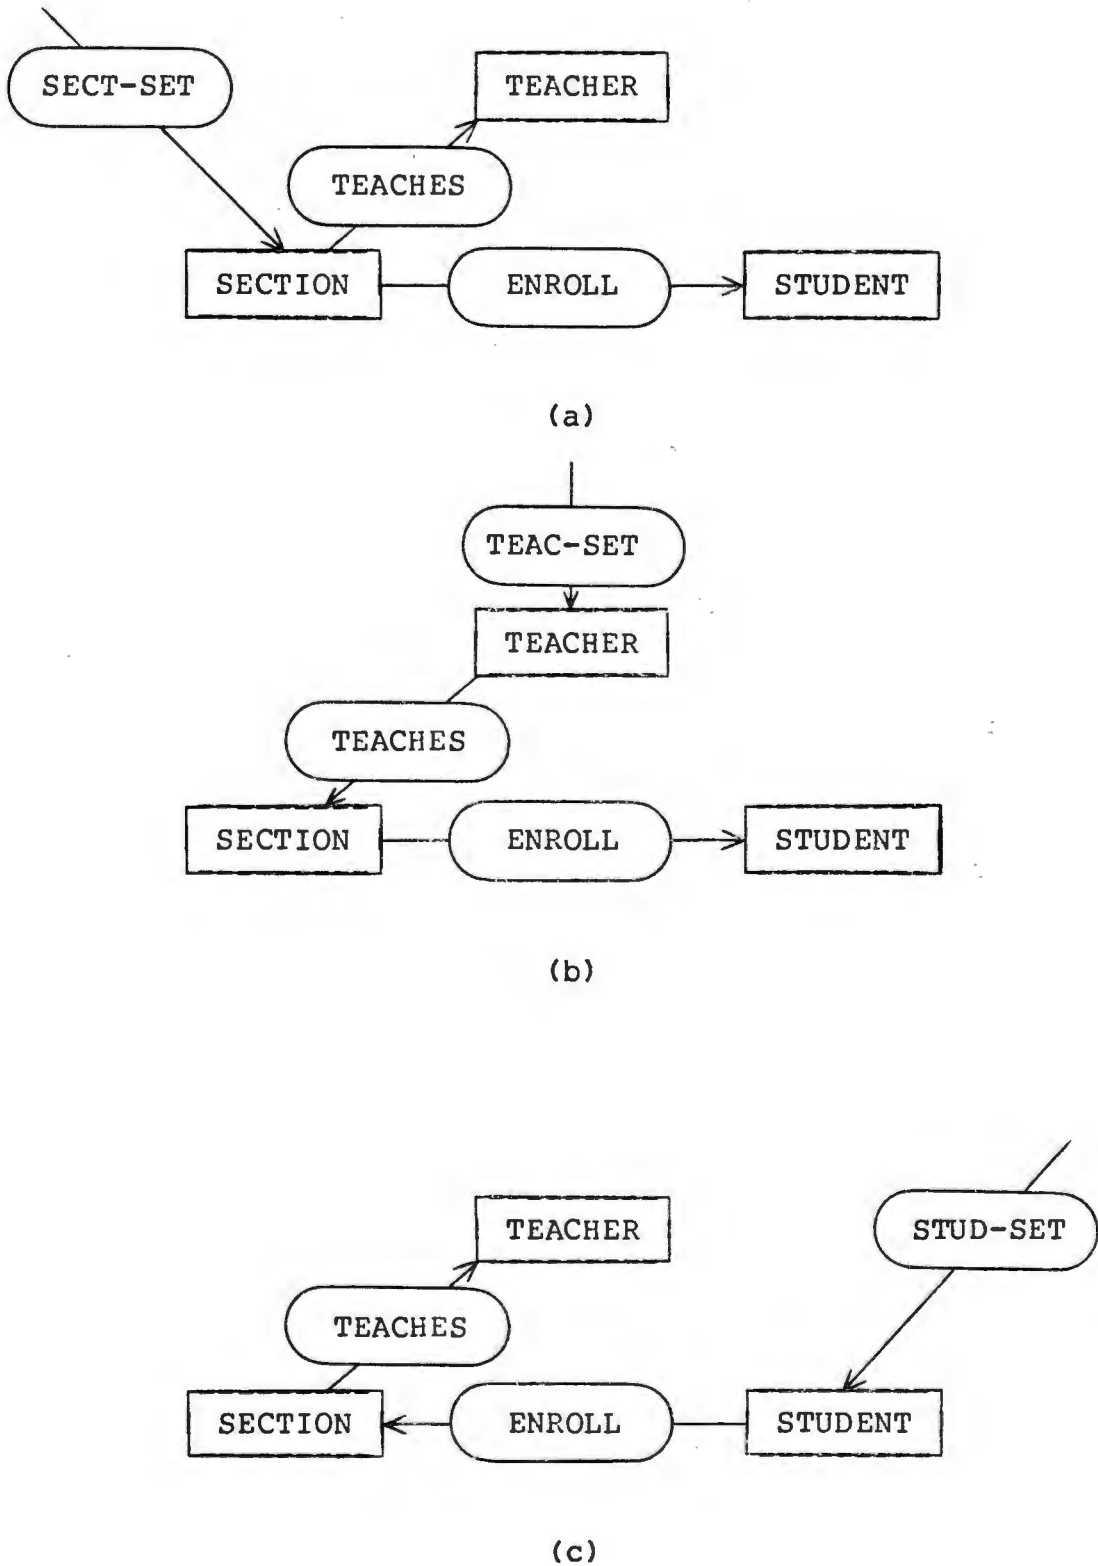 SECT-SET
TEACHER
TEACHES
SECTION
ENROLL
STUDENT
(a)
TEAC-SET
TEACHER
TEACHES
SECTION
ENROLL
STUDENT
(b)
TEACHER
STUD-SET
TEACHES
SECTION
ENROLL
STUDENT
(c)